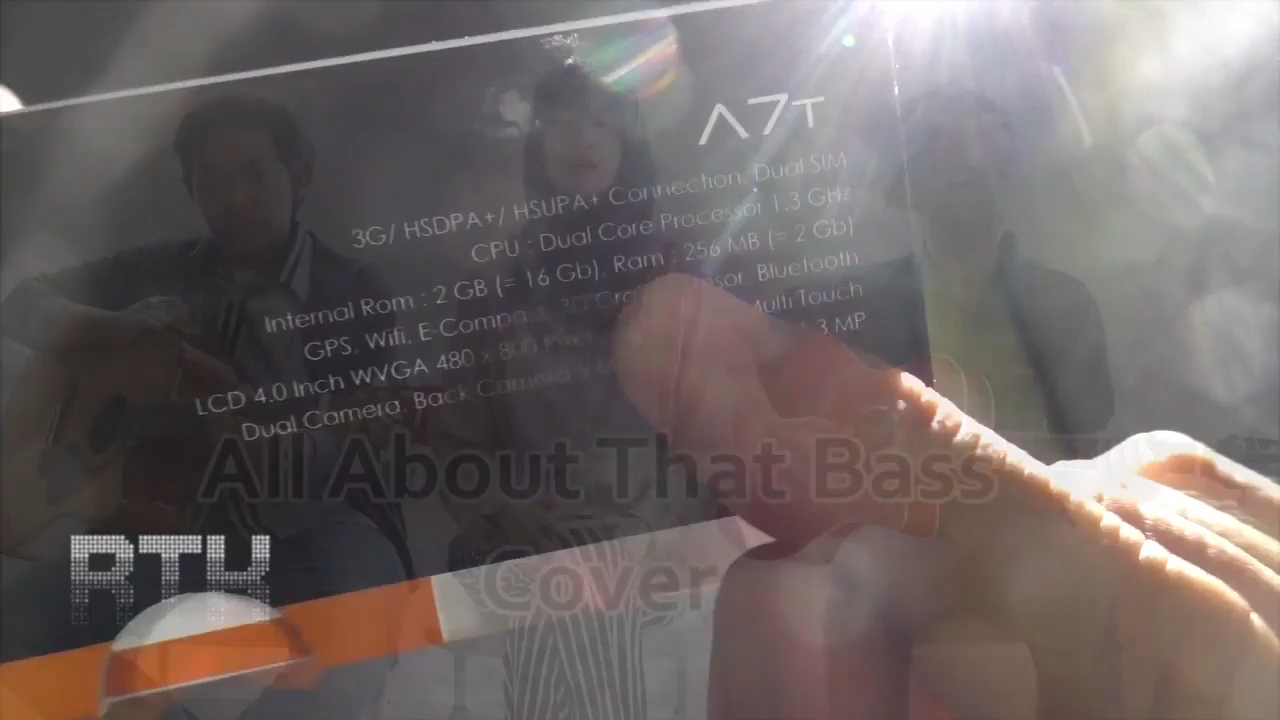 A7T
3G/ HSDPA+/ HSUPA+ Connection, Dual SIM
CPU : Dual Core Processor 1.3 GHz
Internal Rom : 2 GB (= 16 Gb), Ram : 256 MB (= 2 Gb)
GPS, Wifi, E-Compass, 3D Bluetooth
LCD 4.0 Inch WVGA 480 x 800 Multi Touch
Dual Camera, Back Camera 3 MP
All About That Bass
Cover
RTK